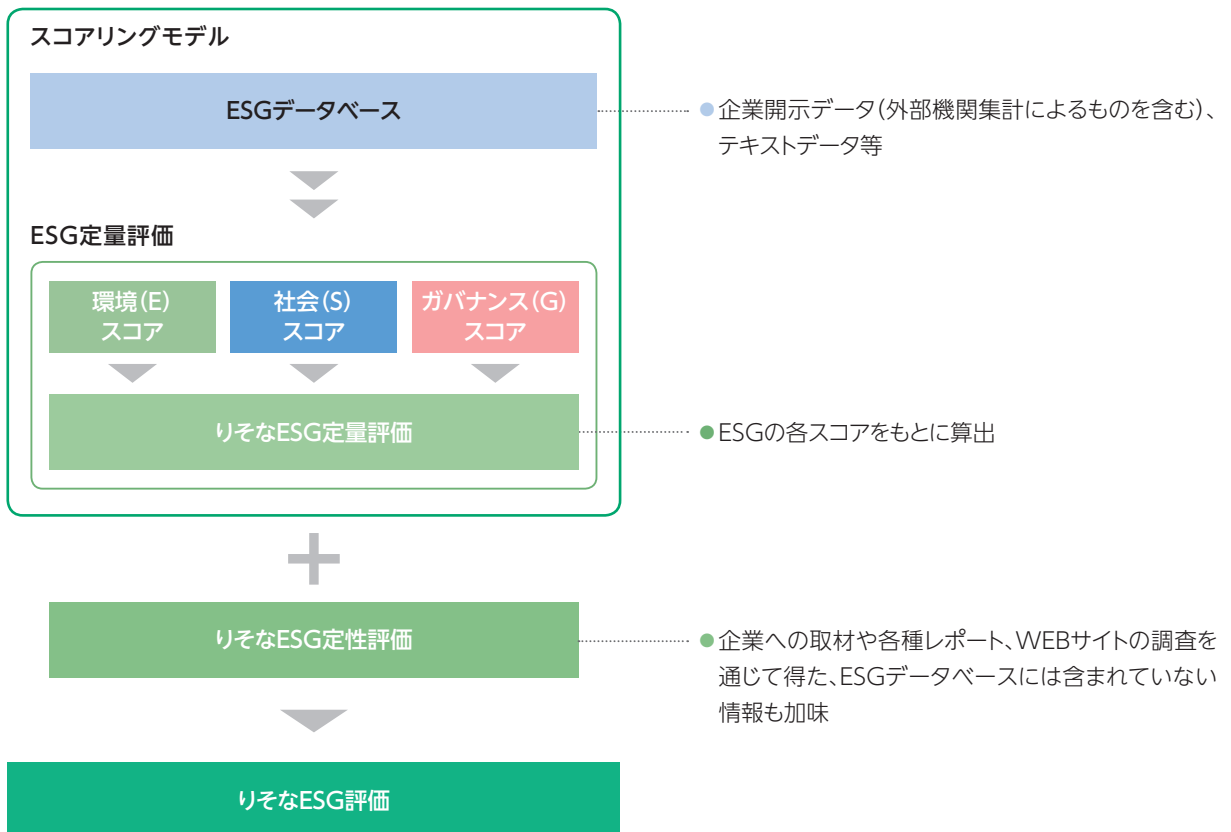 スコアリングモデル
ESGデータベース
●企業開示データ(外部機関集計によるものを含む)、
テキストデータ等
ESG定量評価
環境(E)
スコア
社会(S)
スコア
ガバナンス(G)
スコア
りそなESG定量評価
●ESGの各スコアをもとに算出
りそなESG定性評価
●企業への取材や各種レポート、WEBサイトの調査を
通じて得た、ESGデータベースには含まれていない
情報も加味
りそなESG評価